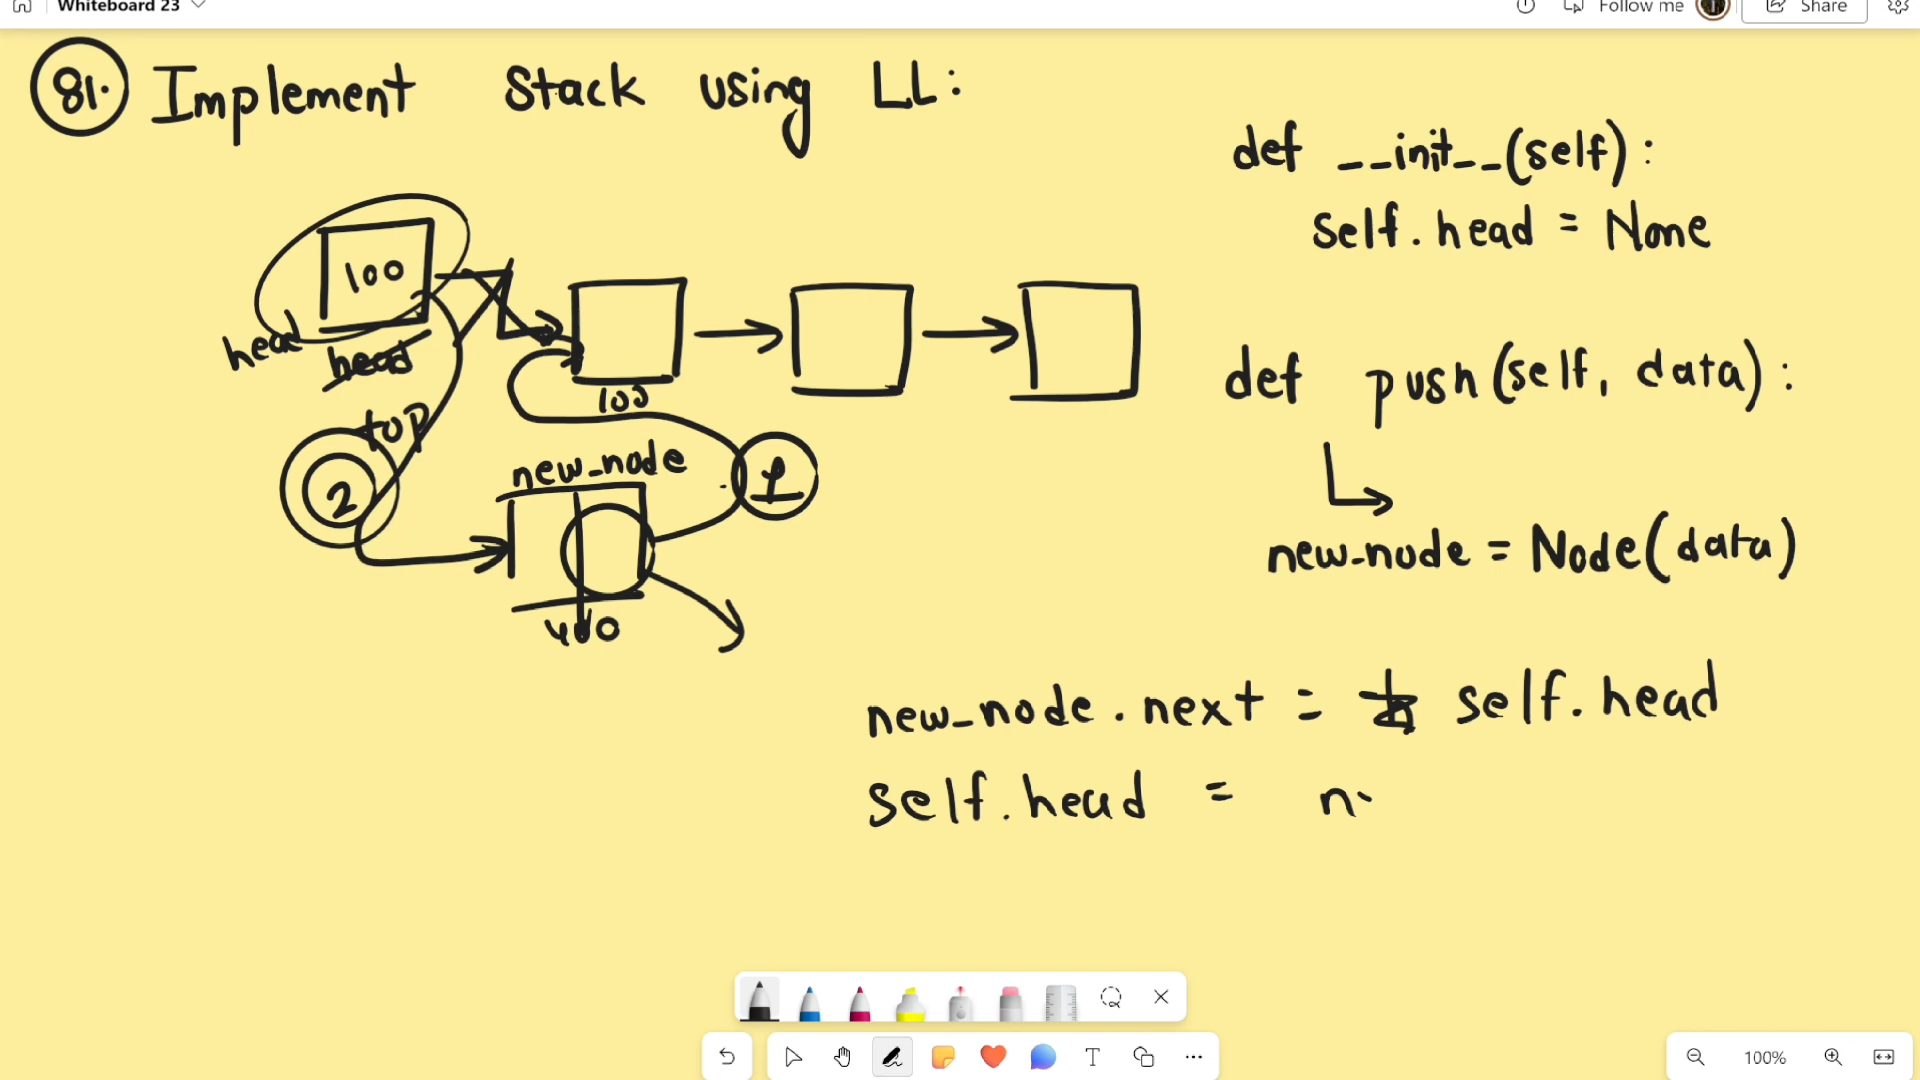 Whiteboard 23
Follow me
Share
81. Implement Stack using LL:
def __init__(self):
self.head = None
100
head
head
top
100
def push(self, data):
2
new_node
1
400
new_node = Node(data)
new_node.next = self.head
self.head = n
100%